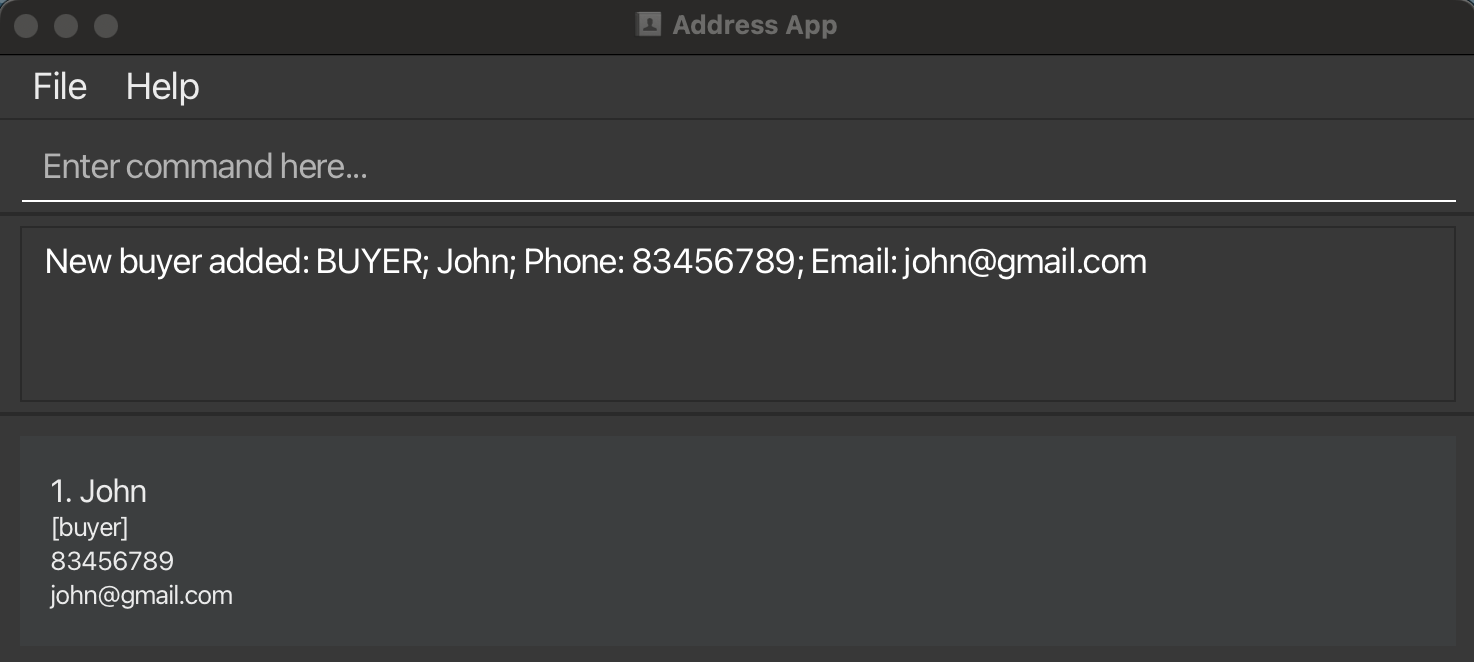 Address App
File Help
Enter command here...
New buyer added: BUYER; John; Phone: 83456789; Email: john@gmail.com
1. John
[buyer]
83456789
john@gmail.com